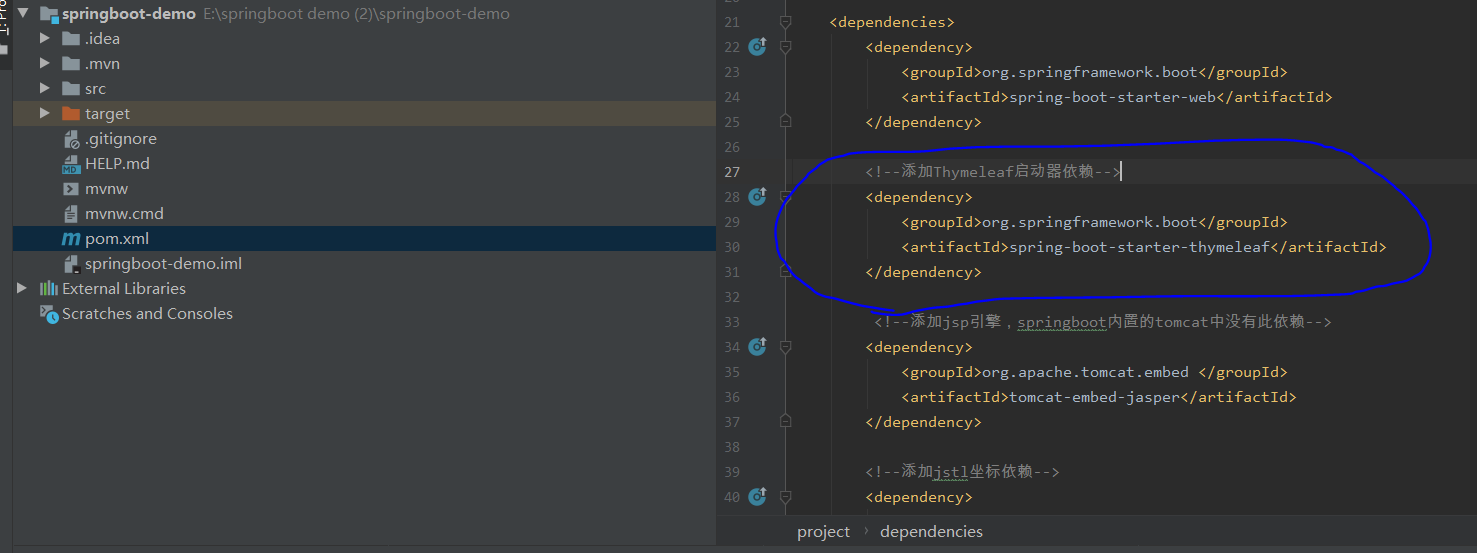 springboot-demo E:\springboot demo (2)\springboot-demo
.idea
.mvn
src
target
.gitignore
HELP.md
mvnw
mvnw.cmd
pom.xml
springboot-demo.iml
External Libraries
Scratches and Consoles
21 <dependencies>
22 <dependency>
23 <groupId>org.springframework.boot</groupId>
24 <artifactId>spring-boot-starter-web</artifactId>
25 </dependency>
26
27 <!--添加Thymeleaf启动器依赖-->
28 <dependency>
29 <groupId>org.springframework.boot</groupId>
30 <artifactId>spring-boot-starter-thymeleaf</artifactId>
31 </dependency>
32
33 <!--添加jsp引擎，springboot内置的tomcat中没有此依赖-->
34 <dependency>
35 <groupId>org.apache.tomcat.embed </groupId>
36 <artifactId>tomcat-embed-jasper</artifactId>
37 </dependency>
38
39 <!--添加jstl坐标依赖-->
40 <dependency>
project › dependencies